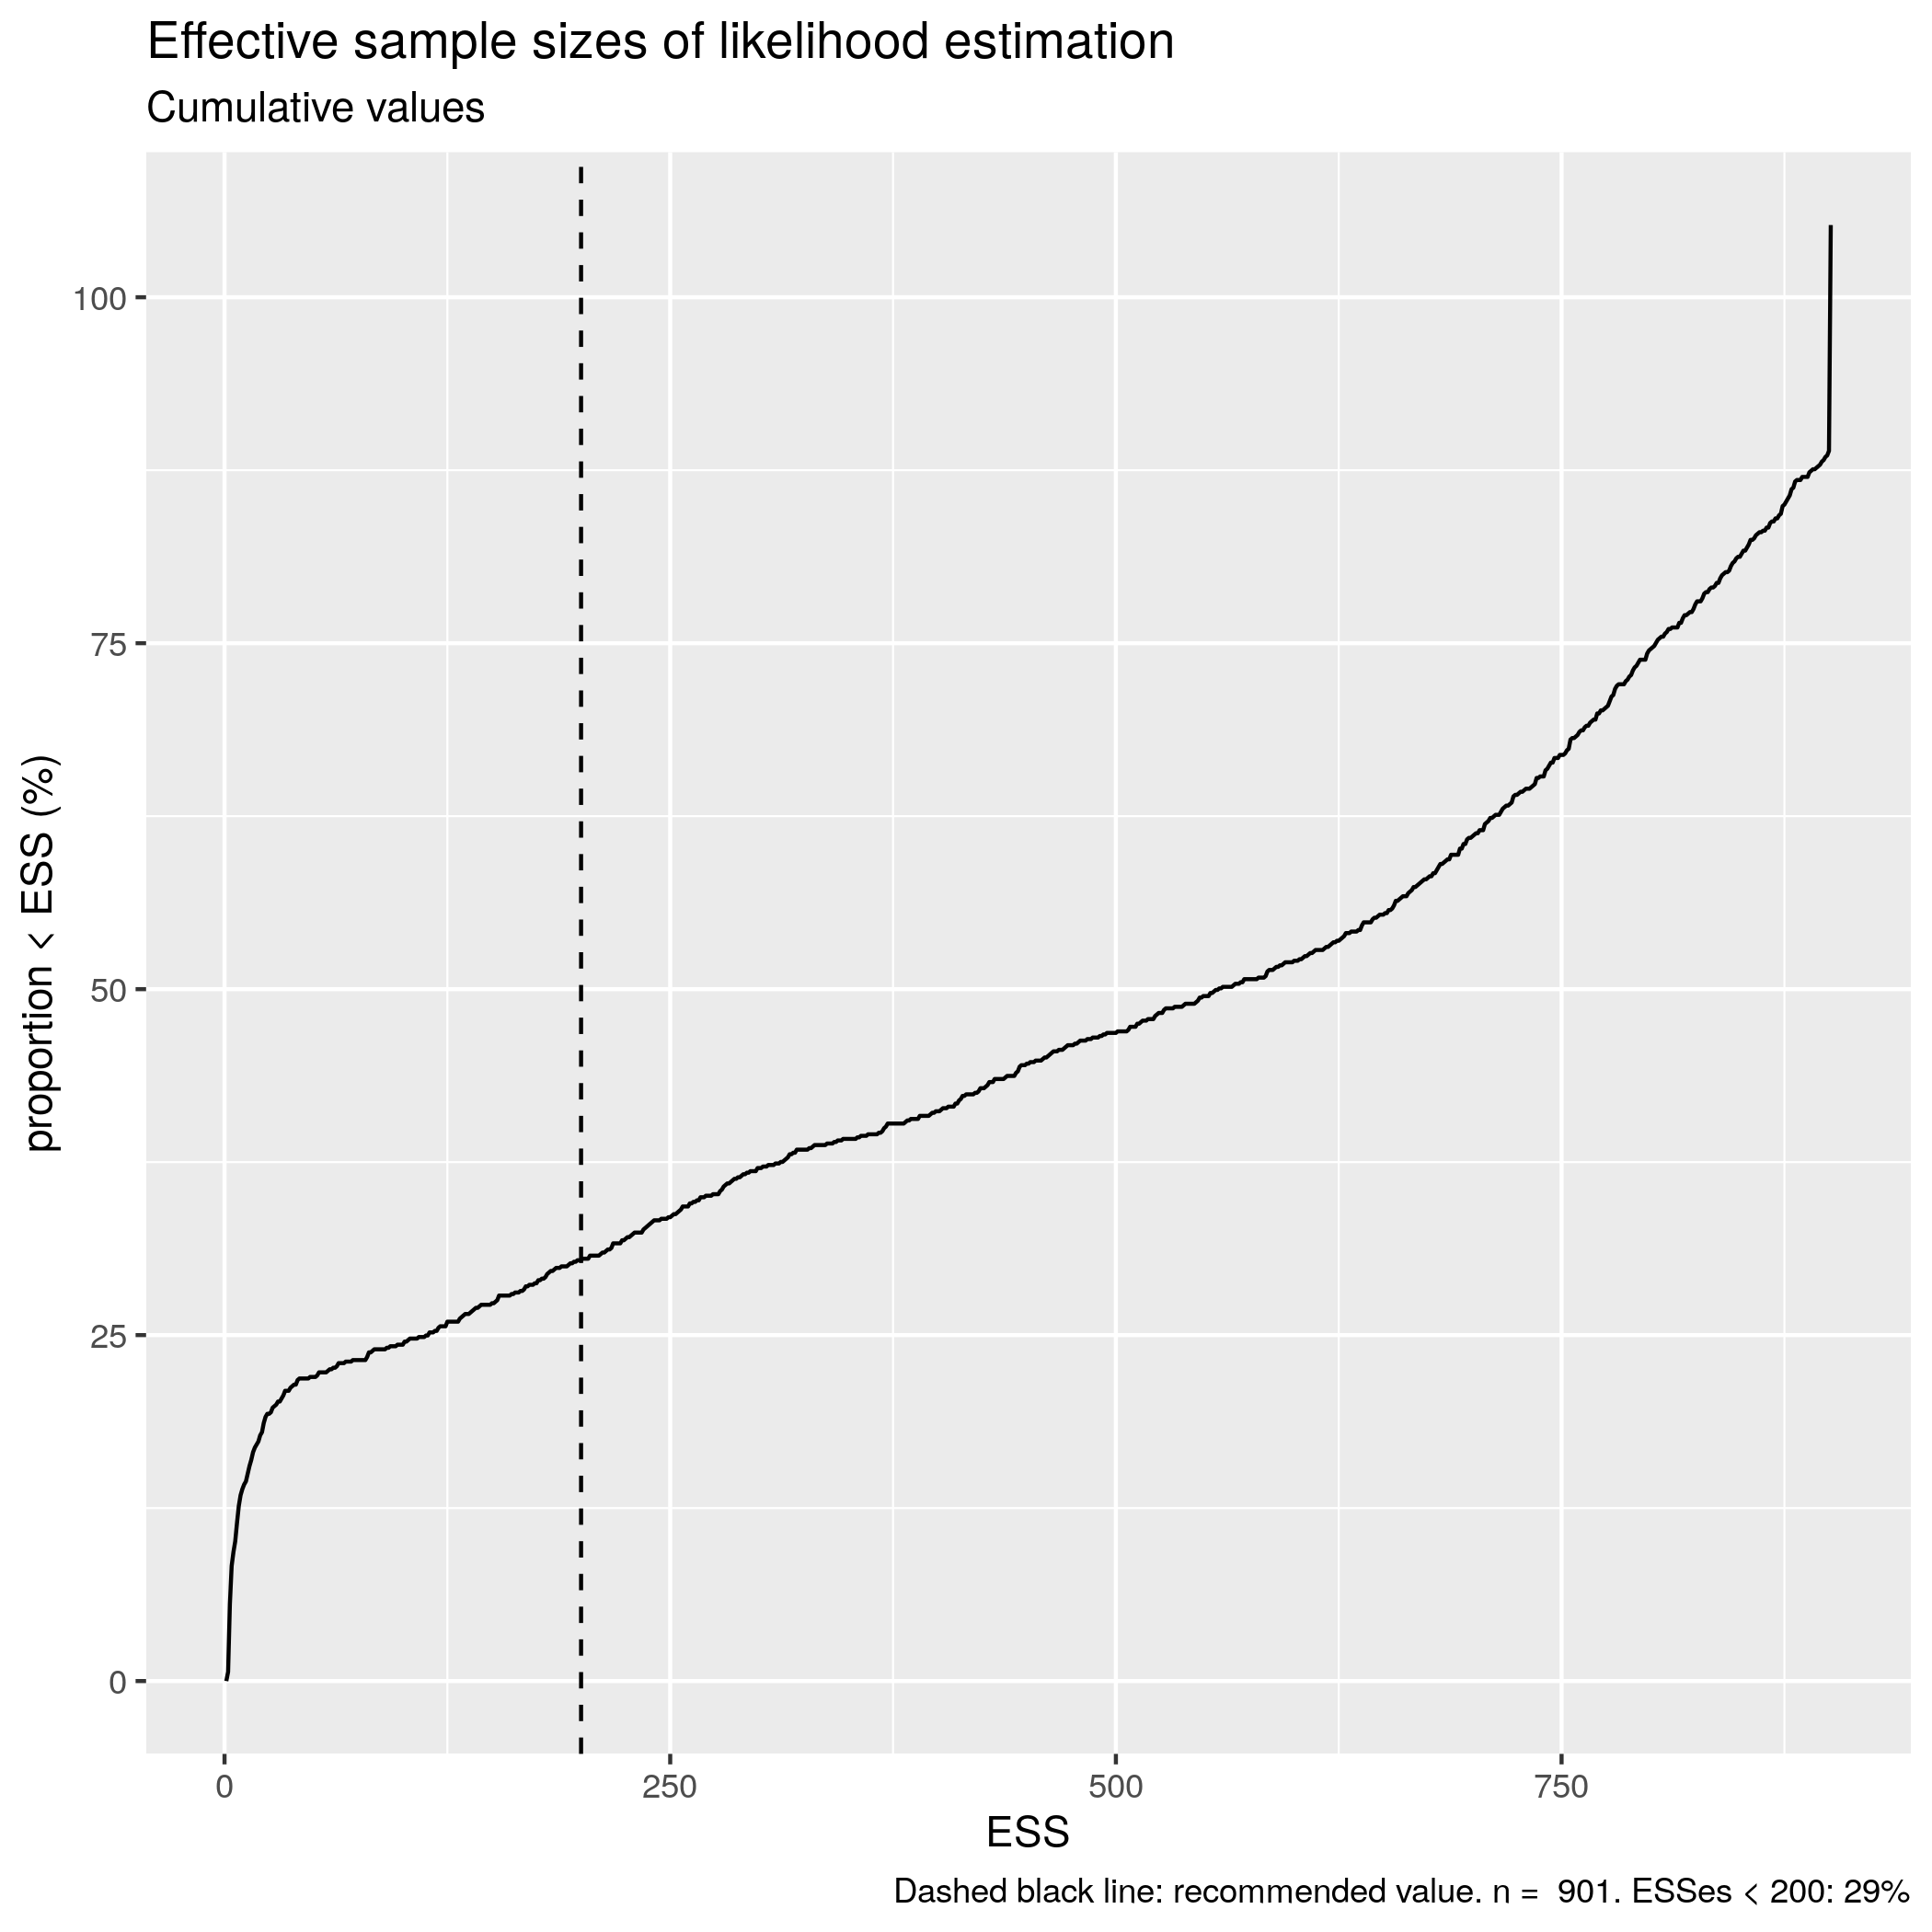 Effective sample sizes of likelihood estimation
Cumulative values
proportion < ESS (%)
100
75
50
25
0
0 250 500 750
ESS
Dashed black line: recommended value. n =  901. ESSes < 200: 29%